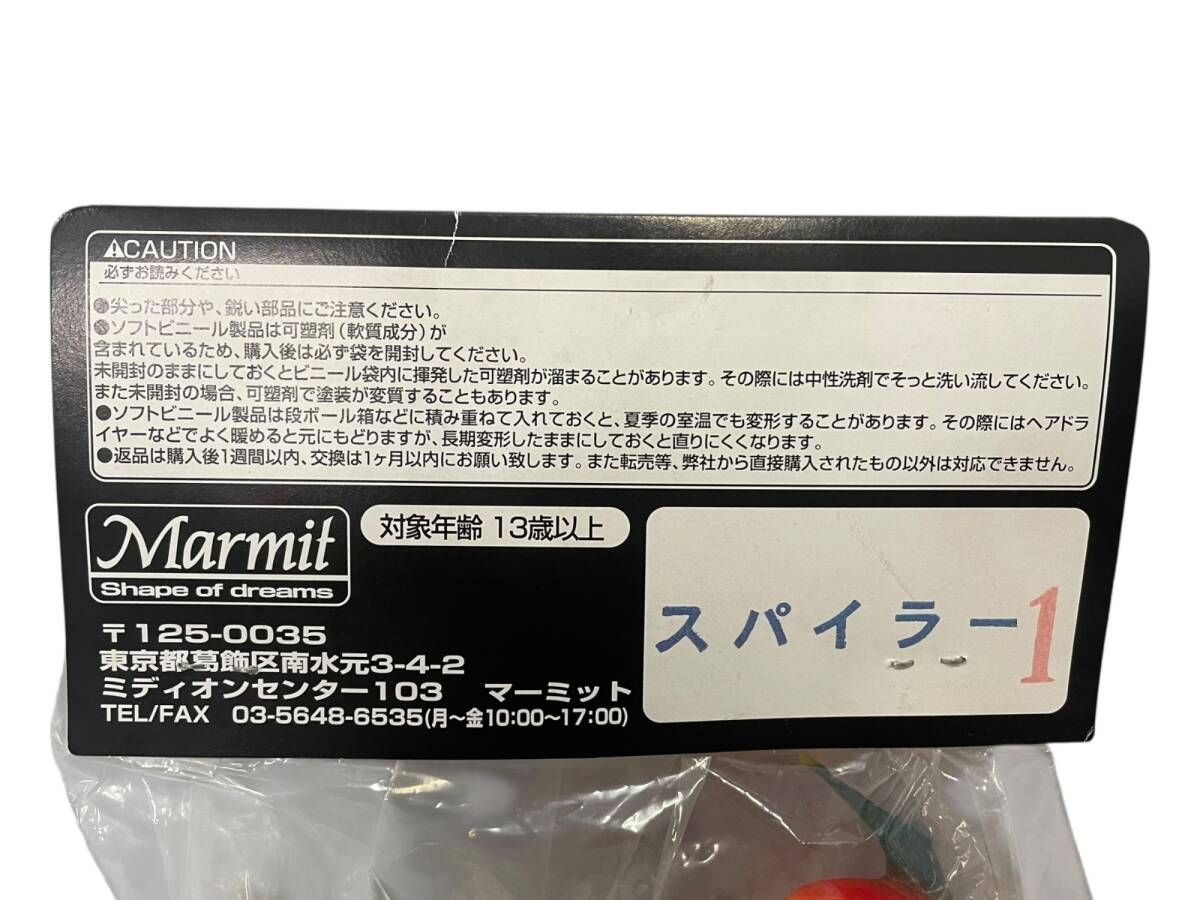 ⚠CAUTION
必ずお読みください
●尖った部分や、鋭い部品にご注意ください。
●ソフトビニール製品は可塑剤（軟質成分）が
含まれているため、購入後は必ず袋を開封してください。
未開封のままにしておくとビニール袋内に揮発した可塑剤が溜まることがあります。その際には中性洗剤でそっと洗い流してください。
また未開封の場合、可塑剤で塗装が変質することもあります。
●ソフトビニール製品は段ボール箱などに積み重ねて入れておくと、夏季の室温でも変形することがあります。その際にはヘアドラ
イヤーなどでよく暖めると元にもどりますが、長期変形したままにしておくと直りにくくなります。
●返品は購入後1週間以内、交換は1ヶ月以内にお願い致します。また転売等、弊社から直接購入されたもの以外は対応できません。
Marmit
Shape of dreams
対象年齢 13歳以上
〒125-0035
東京都葛飾区南水元3-4-2
ミディオンセンター103 マーミット
TEL/FAX 03-5648-6535(月〜金10:00〜17:00)
スパイラー1